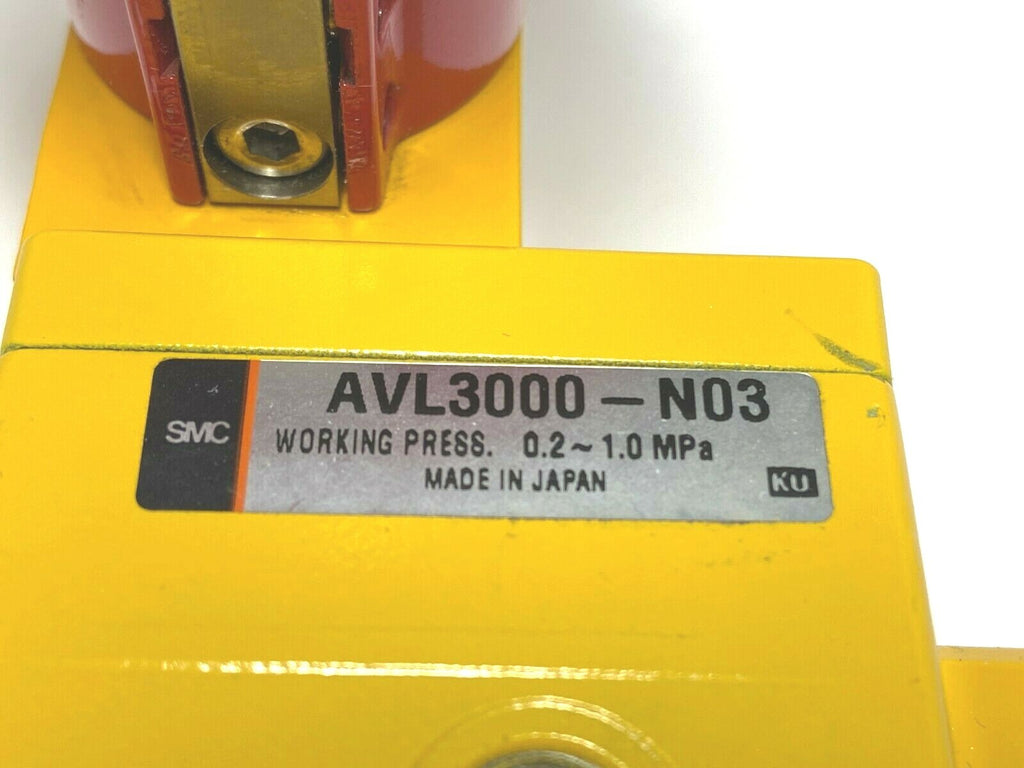 SMC
AVL3000-N03
WORKING PRESS. 0.2~1.0 MPa
MADE IN JAPAN
KU